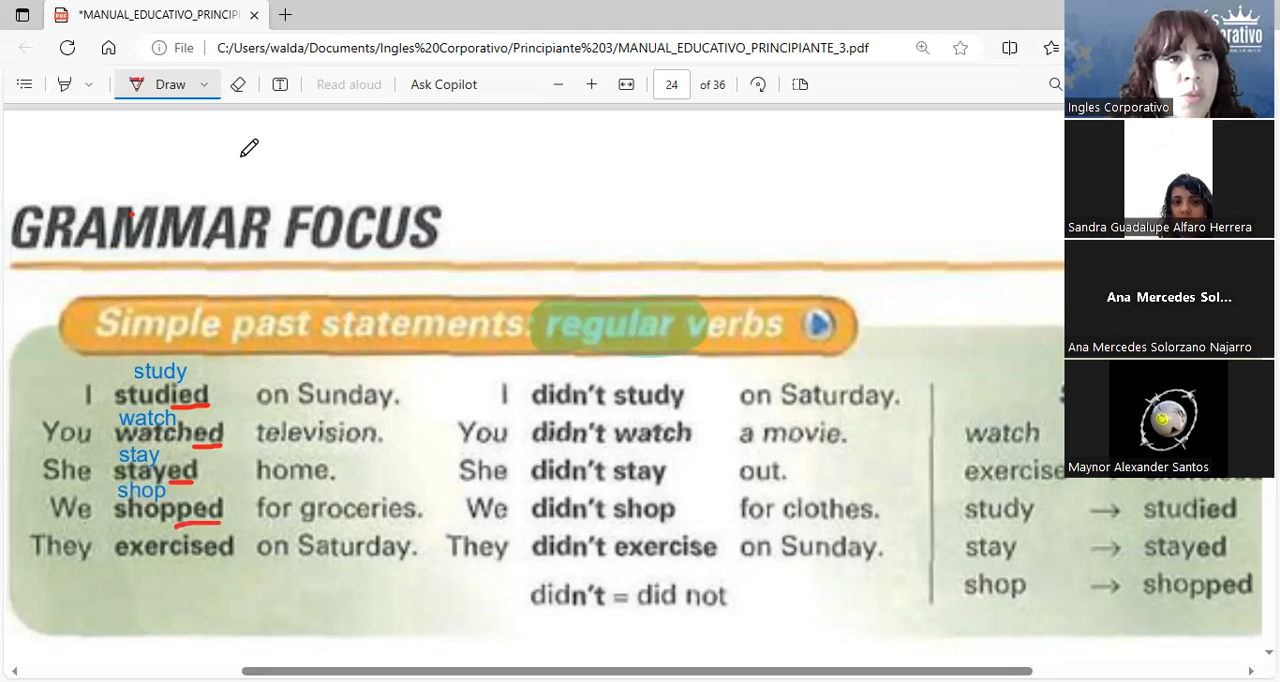 *MANUAL_EDUCATIVO_PRINCIPI
File
C:/Users/walda/Documents/Ingles%20Corporativo/Principante%203/MANUAL_EDUCATIVO_PRINCIPIANTE_3.pdf
Draw
Read aloud
Ask Copilot
24 of 36
Ingles Corporativo
Sandra Guadalupe Alfaro Herrera
Ana Mercedes Sol...
Ana Mercedes Solorzano Najarro
Maynor Alexander Santos
GRAMMAR FOCUS
Simple past statements: regular verbs
study
I studied on Sunday. I didn't study on Saturday.
watch
You watched television. You didn't watch a movie. watch
stay
She stayed home. She didn't stay out. exercise
shop
We shopped for groceries. We didn't shop for clothes. study → studied
They exercised on Saturday. They didn't exercise on Sunday. stay → stayed
shop → shopped
didn't = did not